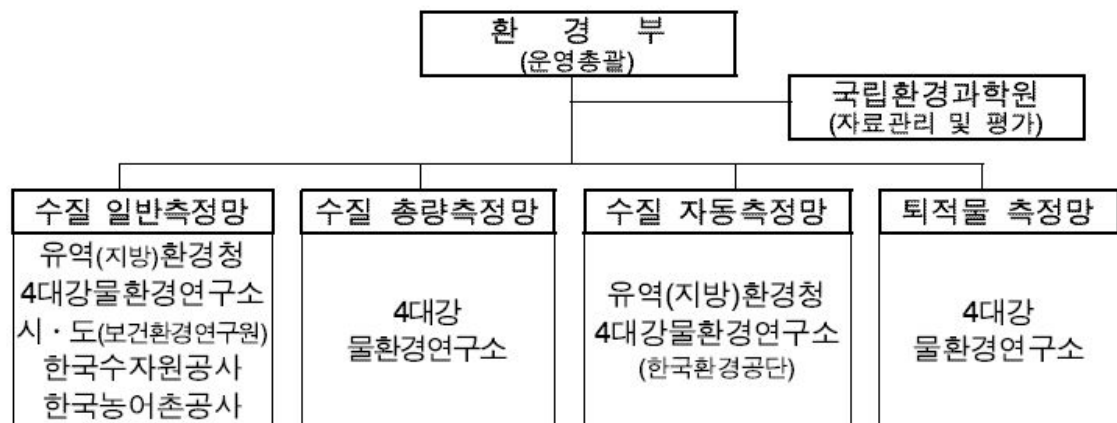 환 경 부
(운영총괄)
국립환경과학원
(자료관리 및 평가)
수질 일반측정망
유역(지방)환경청
4대강물환경연구소
시·도(보건환경연구원)
한국수자원공사
한국농어촌공사
수질 총량측정망
4대강
물환경연구소
수질 자동측정망
유역(지방)환경청
4대강물환경연구소
(한국환경공단)
퇴적물 측정망
4대강
물환경연구소